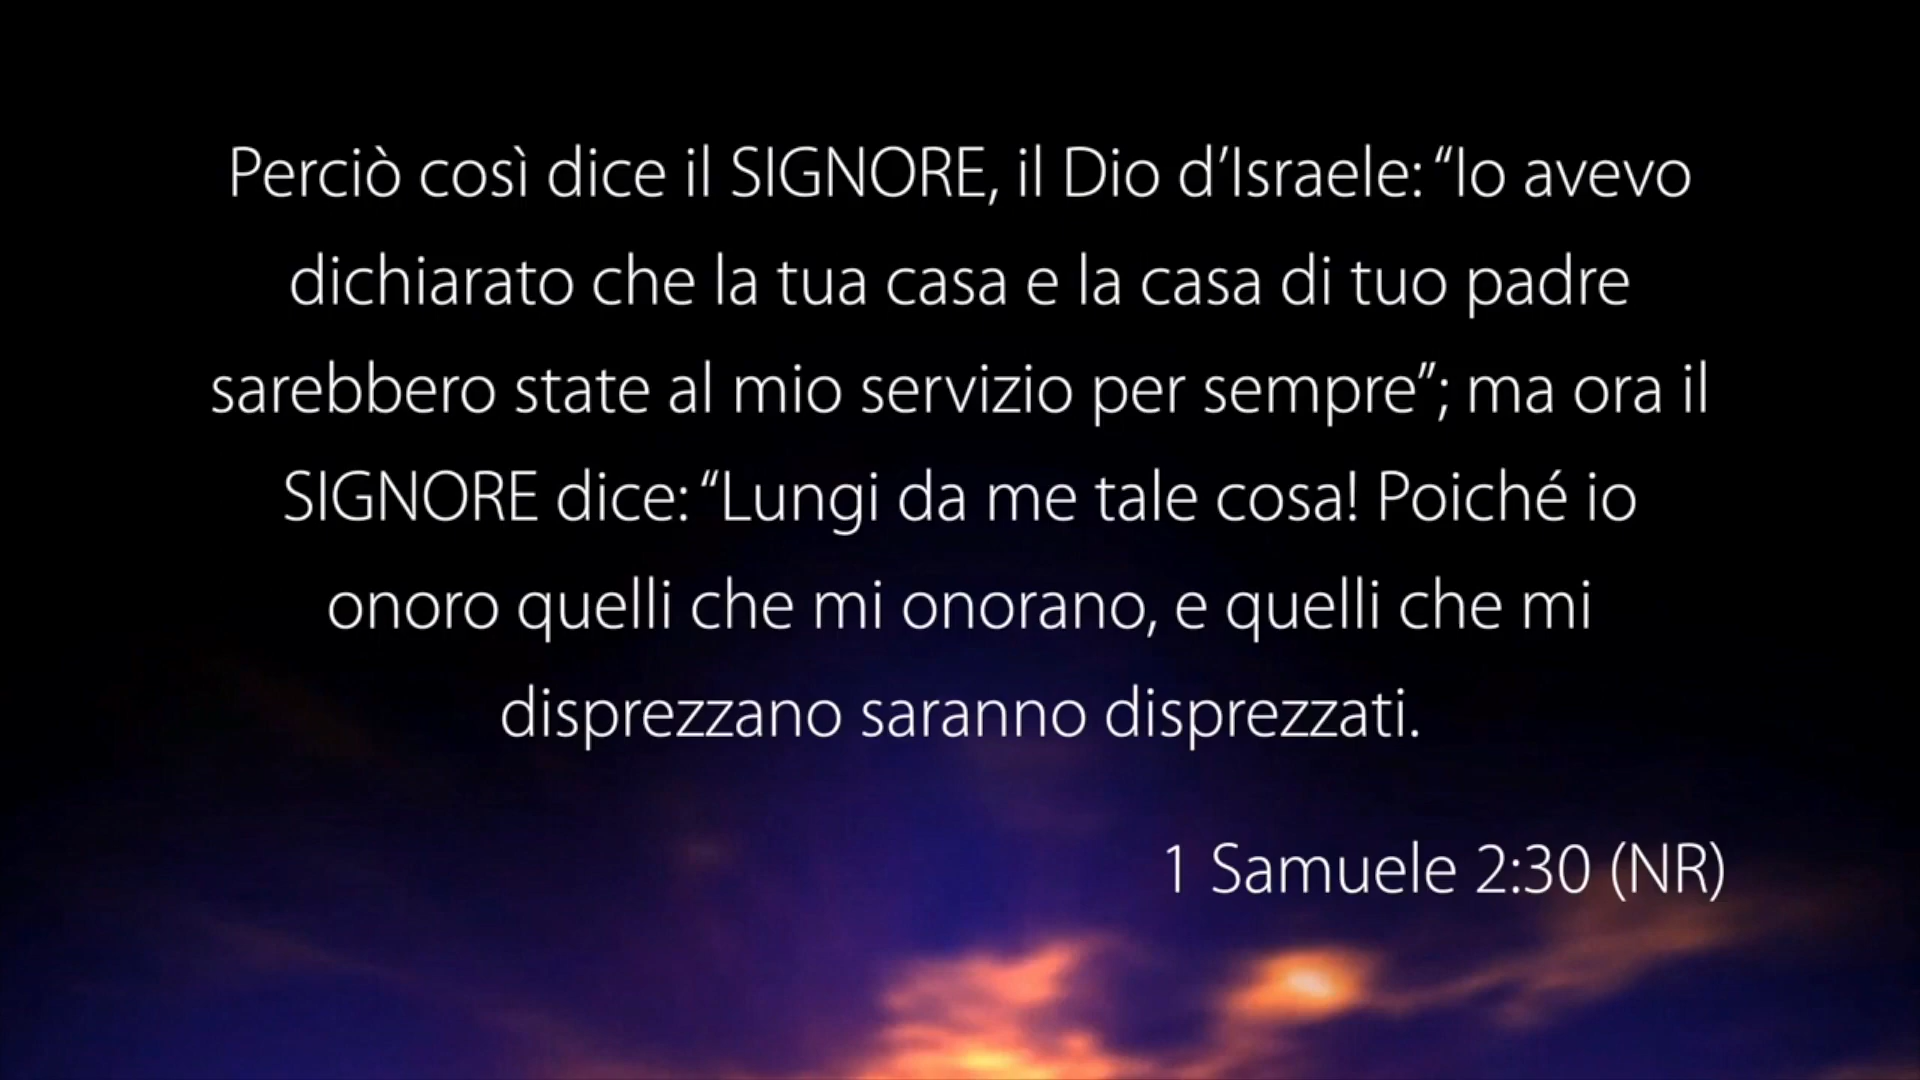 Perciò così dice il SIGNORE, il Dio d’Israele: “Io avevo
dichiarato che la tua casa e la casa di tuo padre
sarebbero state al mio servizio per sempre”; ma ora il
SIGNORE dice: “Lungi da me tale cosa! Poiché io
onoro quelli che mi onorano, e quelli che mi
disprezzano saranno disprezzati.
1 Samuele 2:30 (NR)